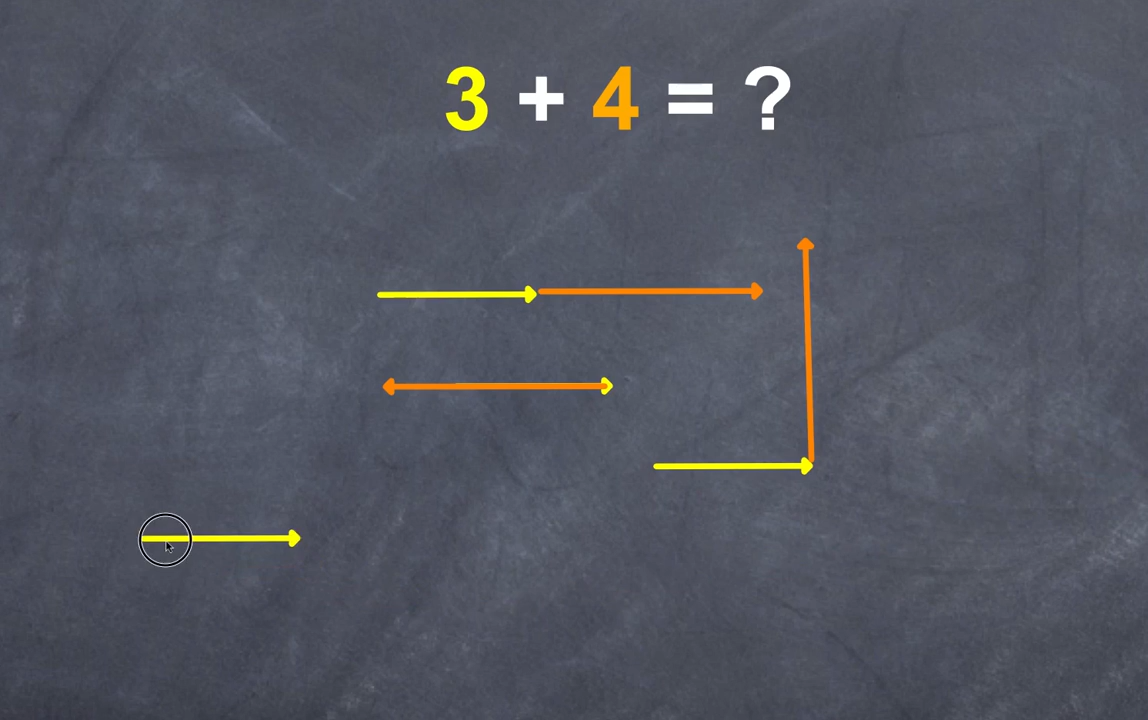 3 + 4 = ?